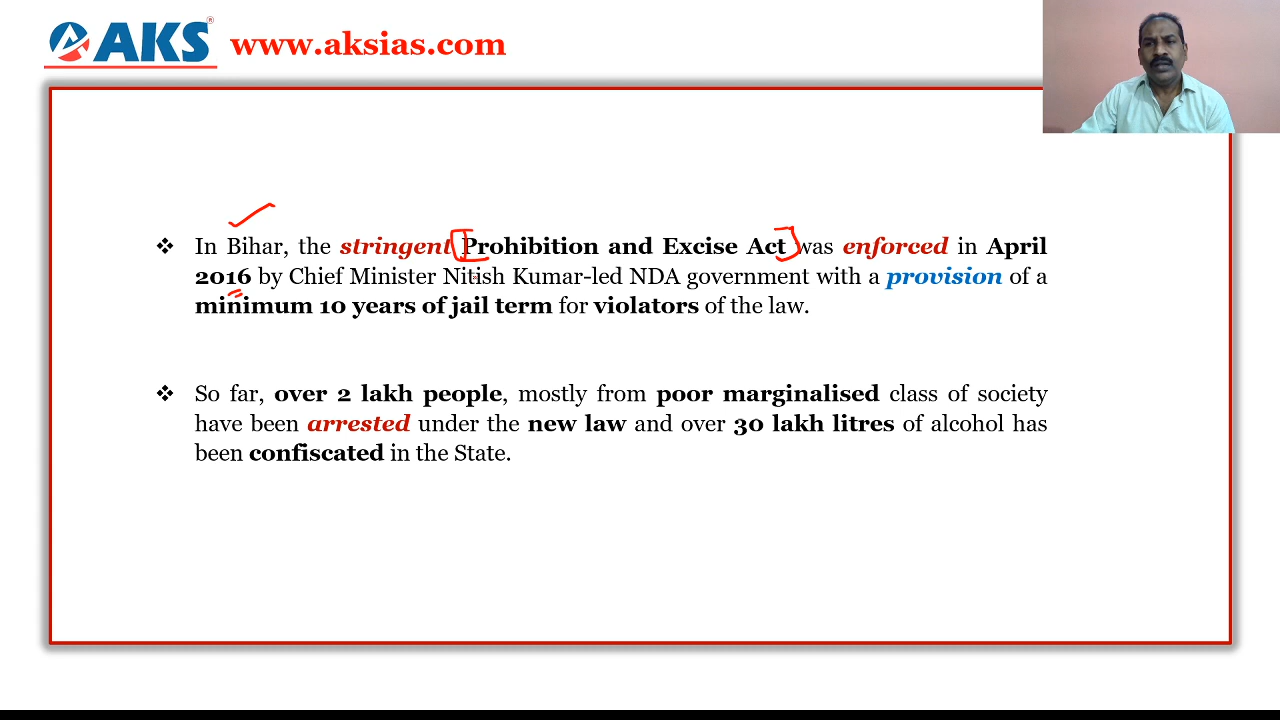 AKS® www.aksias.com
❖ In Bihar, the stringent Prohibition and Excise Act was enforced in April
2016 by Chief Minister Nitish Kumar-led NDA government with a provision of a
minimum 10 years of jail term for violators of the law.
❖ So far, over 2 lakh people, mostly from poor marginalised class of society
have been arrested under the new law and over 30 lakh litres of alcohol has
been confiscated in the State.